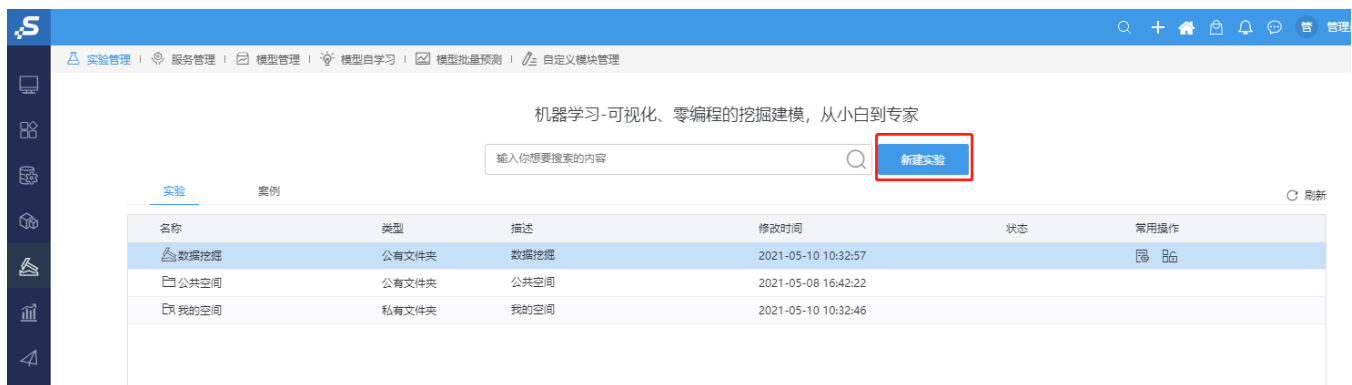 S
管 管理
实验管理 服务管理 模型管理 模型自学习 模型批量预测 自定义模块管理
机器学习-可视化、零编程的挖掘建模，从小白到专家
输入你想要搜索的内容 新建实验
实验 案例 刷新
名称 类型 描述 修改时间 状态 常用操作
数据挖掘 公有文件夹 数据挖掘 2021-05-10 10:32:57
公共空间 公有文件夹 公共空间 2021-05-08 16:42:22
我的空间 私有文件夹 我的空间 2021-05-10 10:32:46